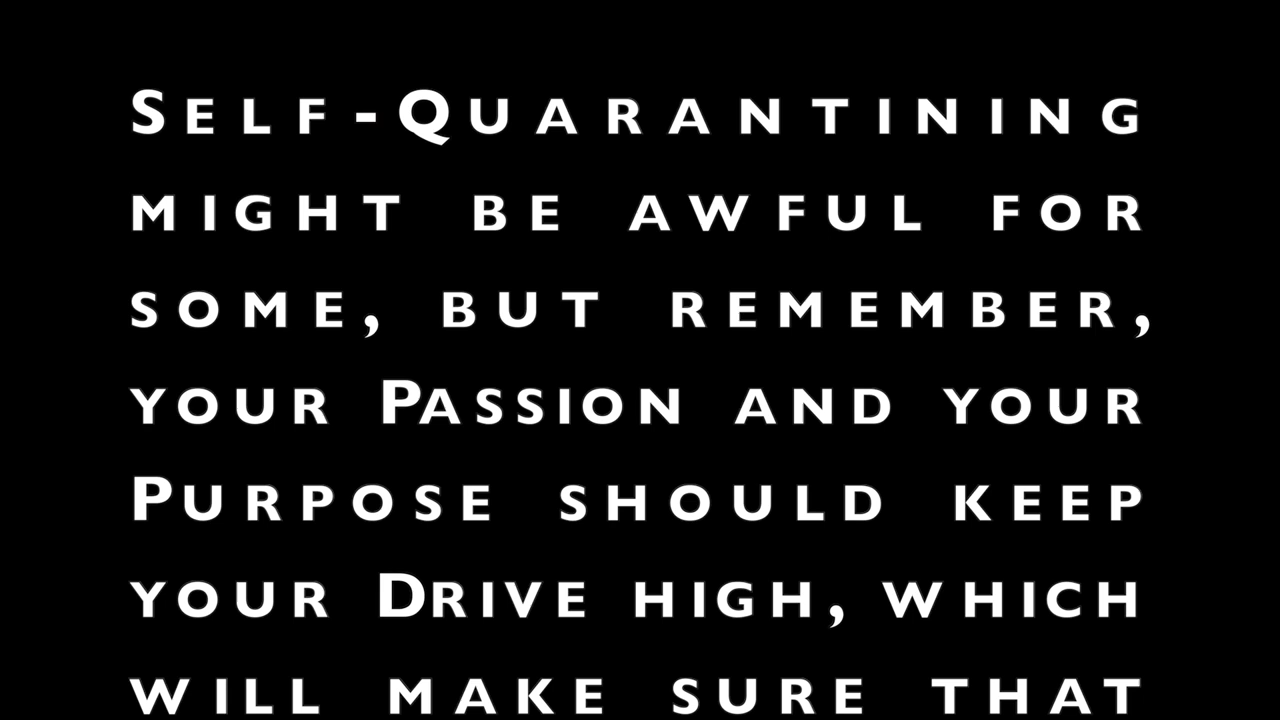 Self-Quarantining
might be awful for
some, but remember,
your Passion and your
Purpose should keep
your Drive high, which
will make sure that